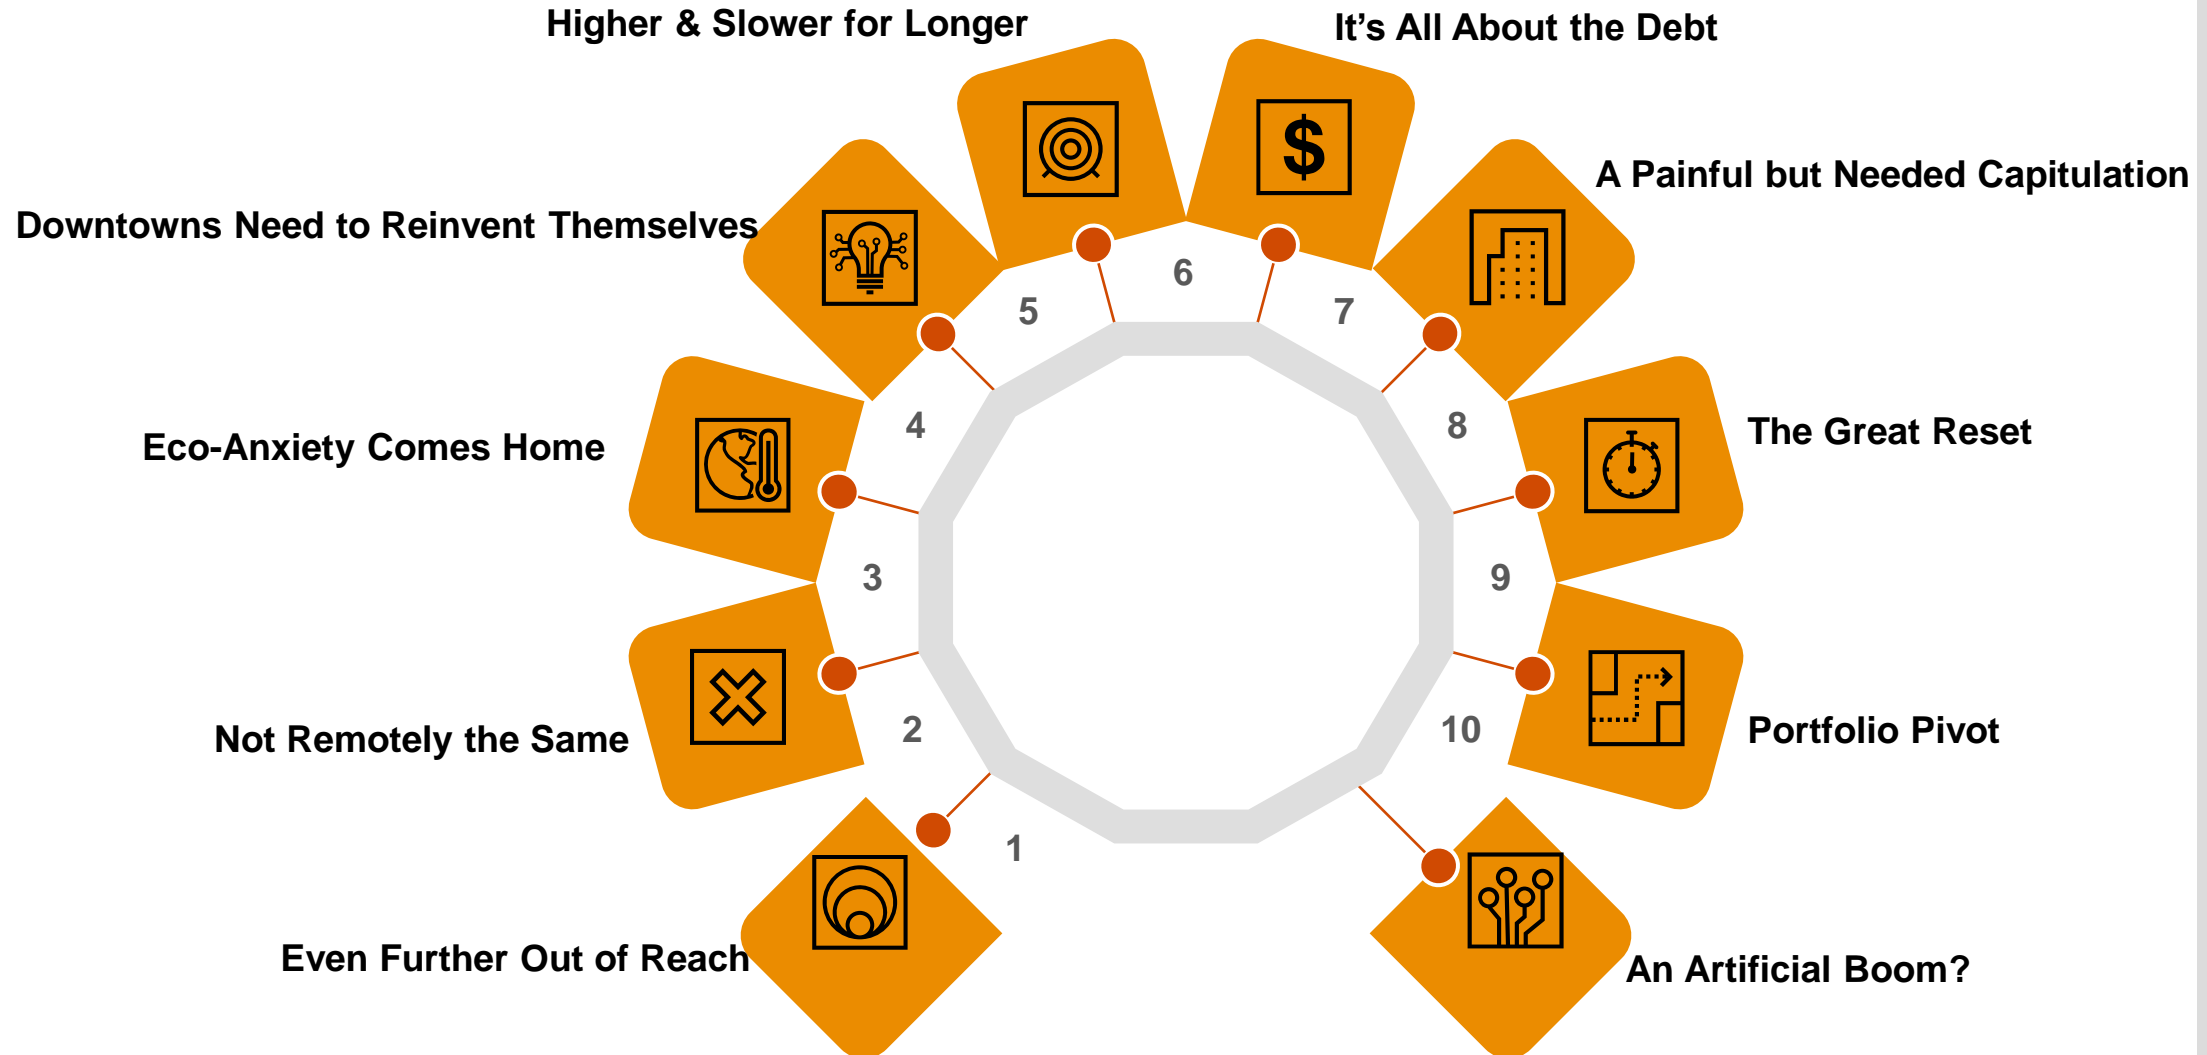 Higher & Slower for Longer
It’s All About the Debt
$
A Painful but Needed Capitulation
Downtowns Need to Reinvent Themselves
6
5
7
4
8
The Great Reset
Eco-Anxiety Comes Home
3
9
2
10
Portfolio Pivot
Not Remotely the Same
1
Even Further Out of Reach
An Artificial Boom?